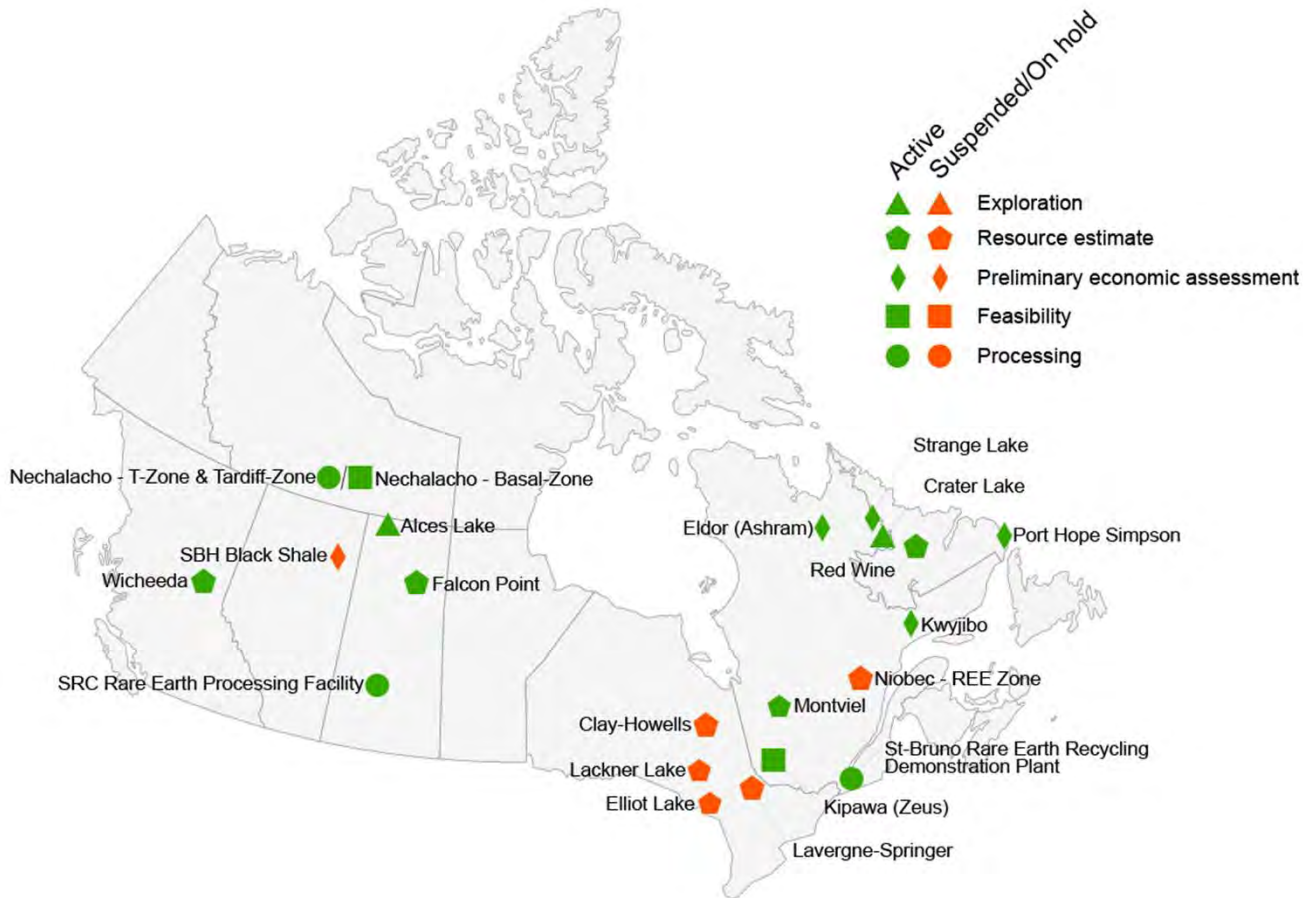 Active
Suspended/On hold
Exploration
Resource estimate
Preliminary economic assessment
Feasibility
Processing
Strange Lake
Crater Lake
Nechalacho - T-Zone & Tardiff-Zone
/
Nechalacho - Basal-Zone
Alces Lake
Eldor (Ashram)
Port Hope Simpson
SBH Black Shale
Red Wine
Wicheeda
Falcon Point
Kwyjibo
SRC Rare Earth Processing Facility
Niobec - REE Zone
Montviel
Clay-Howells
St-Bruno Rare Earth Recycling
Demonstration Plant
Lackner Lake
Elliot Lake
Kipawa (Zeus)
Lavergne-Springer